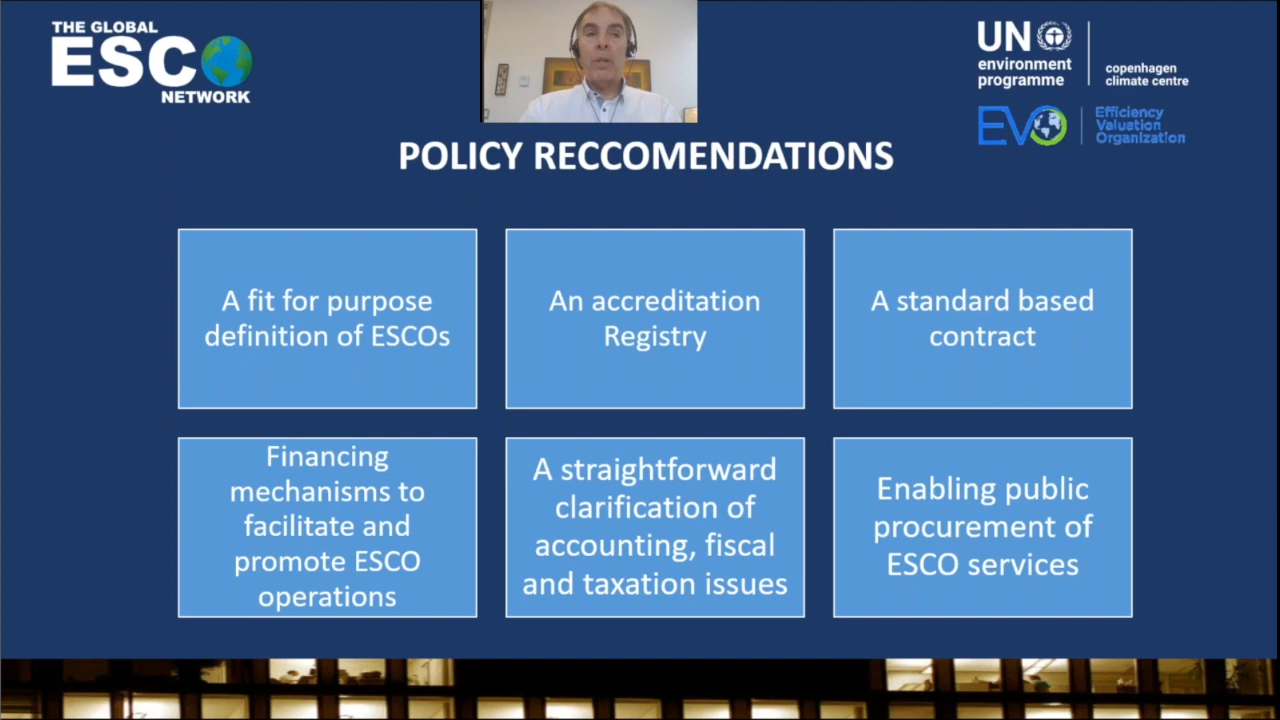 THE GLOBAL
ESCO
NETWORK
UN
environment
programme
copenhagen
climate centre
EVO
Efficiency
Valuation
Organization
POLICY RECCOMENDATIONS
A fit for purpose
definition of ESCOs
An accreditation
Registry
A standard based
contract
Financing
mechanisms to
facilitate and
promote ESCO
operations
A straightforward
clarification of
accounting, fiscal
and taxation issues
Enabling public
procurement of
ESCO services